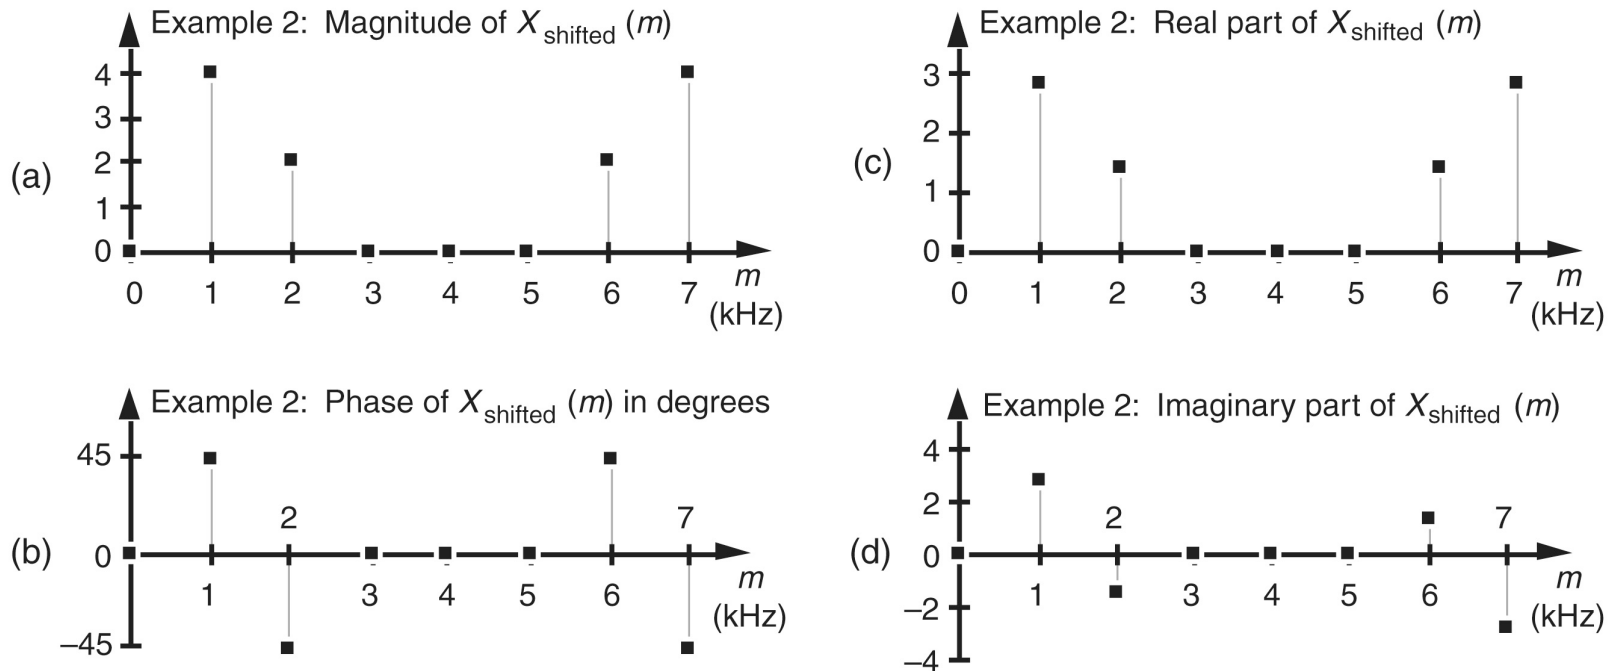 Example 2: Magnitude of X shifted (m)
4
3
2
1
0
(a)
0 1 2 3 4 5 6 7
m
(kHz)
Example 2: Real part of X shifted (m)
3
2
1
0
(c)
0 1 2 3 4 5 6 7
m
(kHz)
Example 2: Phase of X shifted (m) in degrees
45
0
–45
(b)
2 7
1 3 4 5 6
m
(kHz)
Example 2: Imaginary part of X shifted (m)
4
2
0
–2
–4
(d)
2 7
1 3 4 5 6
m
(kHz)